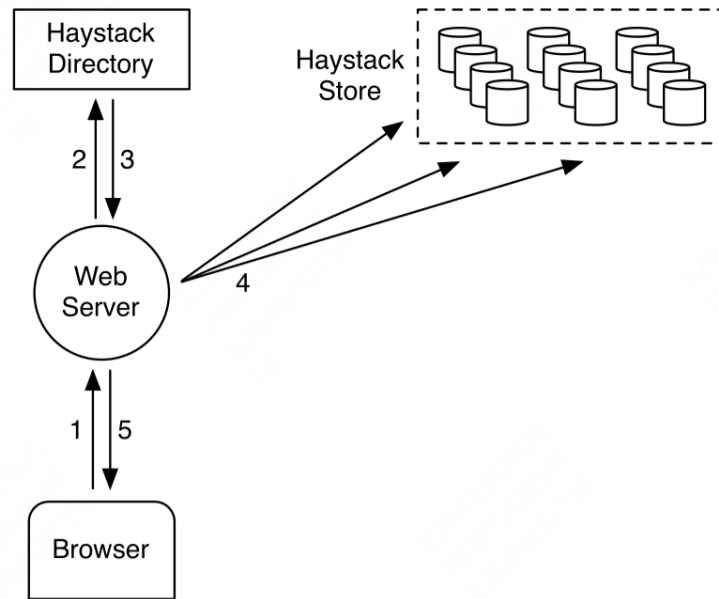 Haystack
Directory
Haystack
Store
2
3
Web
Server
4
1
5
Browser